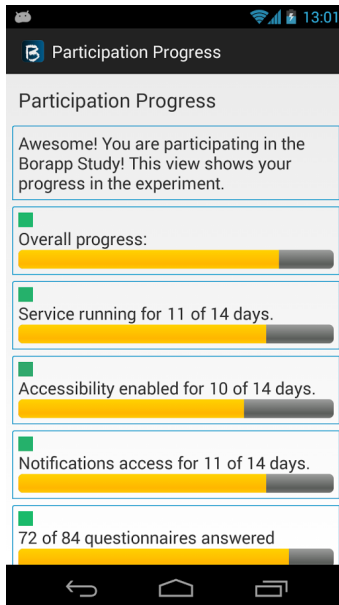 13:01
Participation Progress
Participation Progress
Awesome! You are participating in the
Borapp Study! This view shows your
progress in the experiment.
Overall progress:
Service running for 11 of 14 days.
Accessibility enabled for 10 of 14 days.
Notifications access for 11 of 14 days.
72 of 84 questionnaires answered